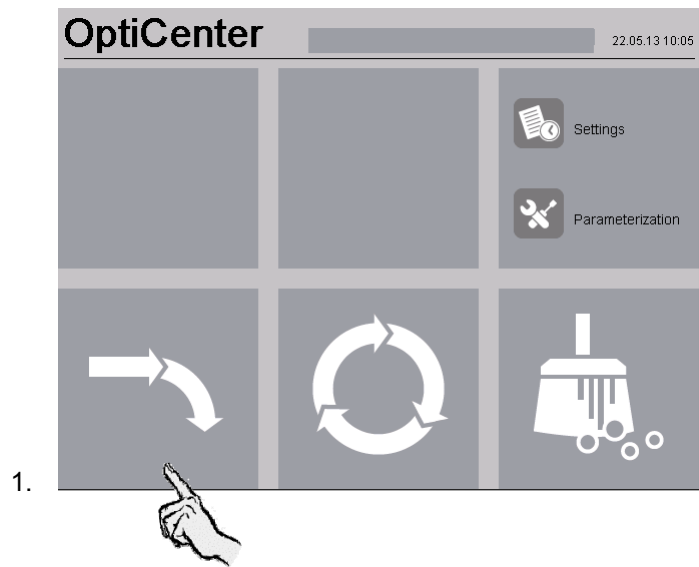 OptiCenter
22.05.13 10:05
Settings
Parameterization
1.